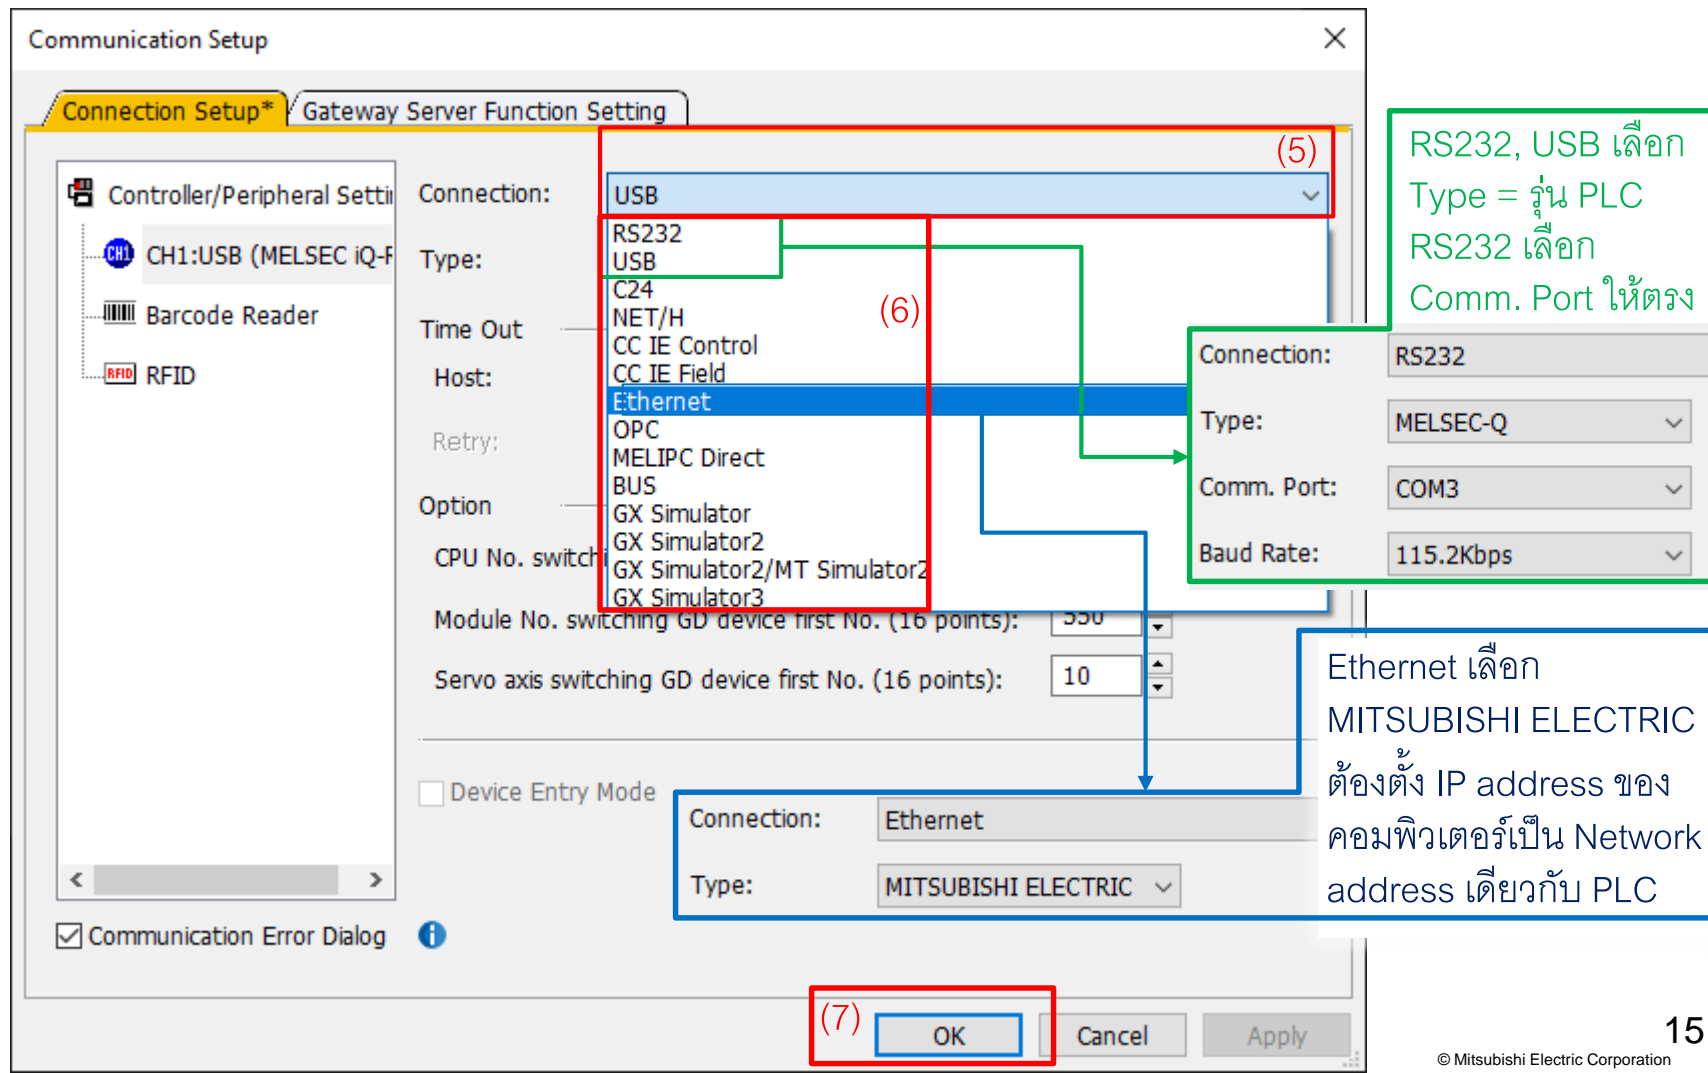 Communication Setup
Connection Setup*
Gateway Server Function Setting
Controller/Peripheral Settin
CH1:USB (MELSEC iQ-R
Barcode Reader
RFID
RFID
Connection:
USB
(5)
Type:
Time Out
Host:
Retry:
Option
CPU No. switchi
Module No. switching GD device first No. (16 points):
Servo axis switching GD device first No. (16 points):
10
RS232
USB
C24
NET/H
CC IE Control
CC IE Field
Ethernet
OPC
MELIPC Direct
BUS
GX Simulator
GX Simulator2
GX Simulator2/MT Simulator2
GX Simulator3
(6)
RS232, USB เลือก
Type = รุ่น PLC
RS232 เลือก
Comm. Port ให้ตรง
Connection:
RS232
Type:
MELSEC-Q
Comm. Port:
COM3
Baud Rate:
115.2Kbps
Ethernet เลือก
MITSUBISHI ELECTRIC
ต้องตั้ง IP address ของ
คอมพิวเตอร์เป็น Network
address เดียวกับ PLC
Device Entry Mode
Connection:
Ethernet
Type:
MITSUBISHI ELECTRIC
Communication Error Dialog
(7)
OK
Cancel
Apply
15
© Mitsubishi Electric Corporation